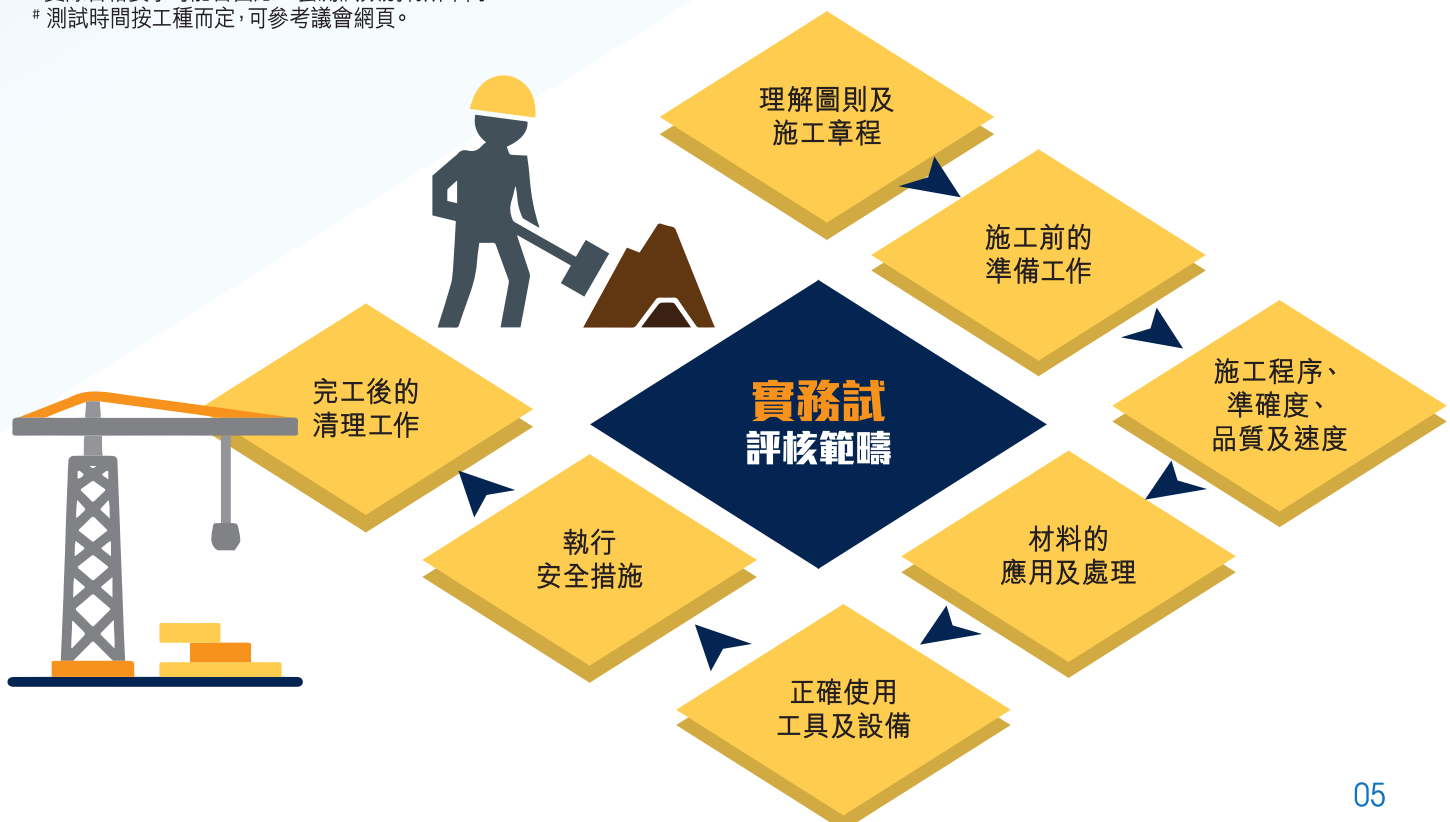 # 測試時間按工種而定，可參考議會網頁。
理解圖則及
施工章程
施工前的
準備工作
施工程序、
準確度、
品質及速度
材料的
應用及處理
正確使用
工具及設備
執行
安全措施
完工後的
清理工作
實務試
評核範疇
05